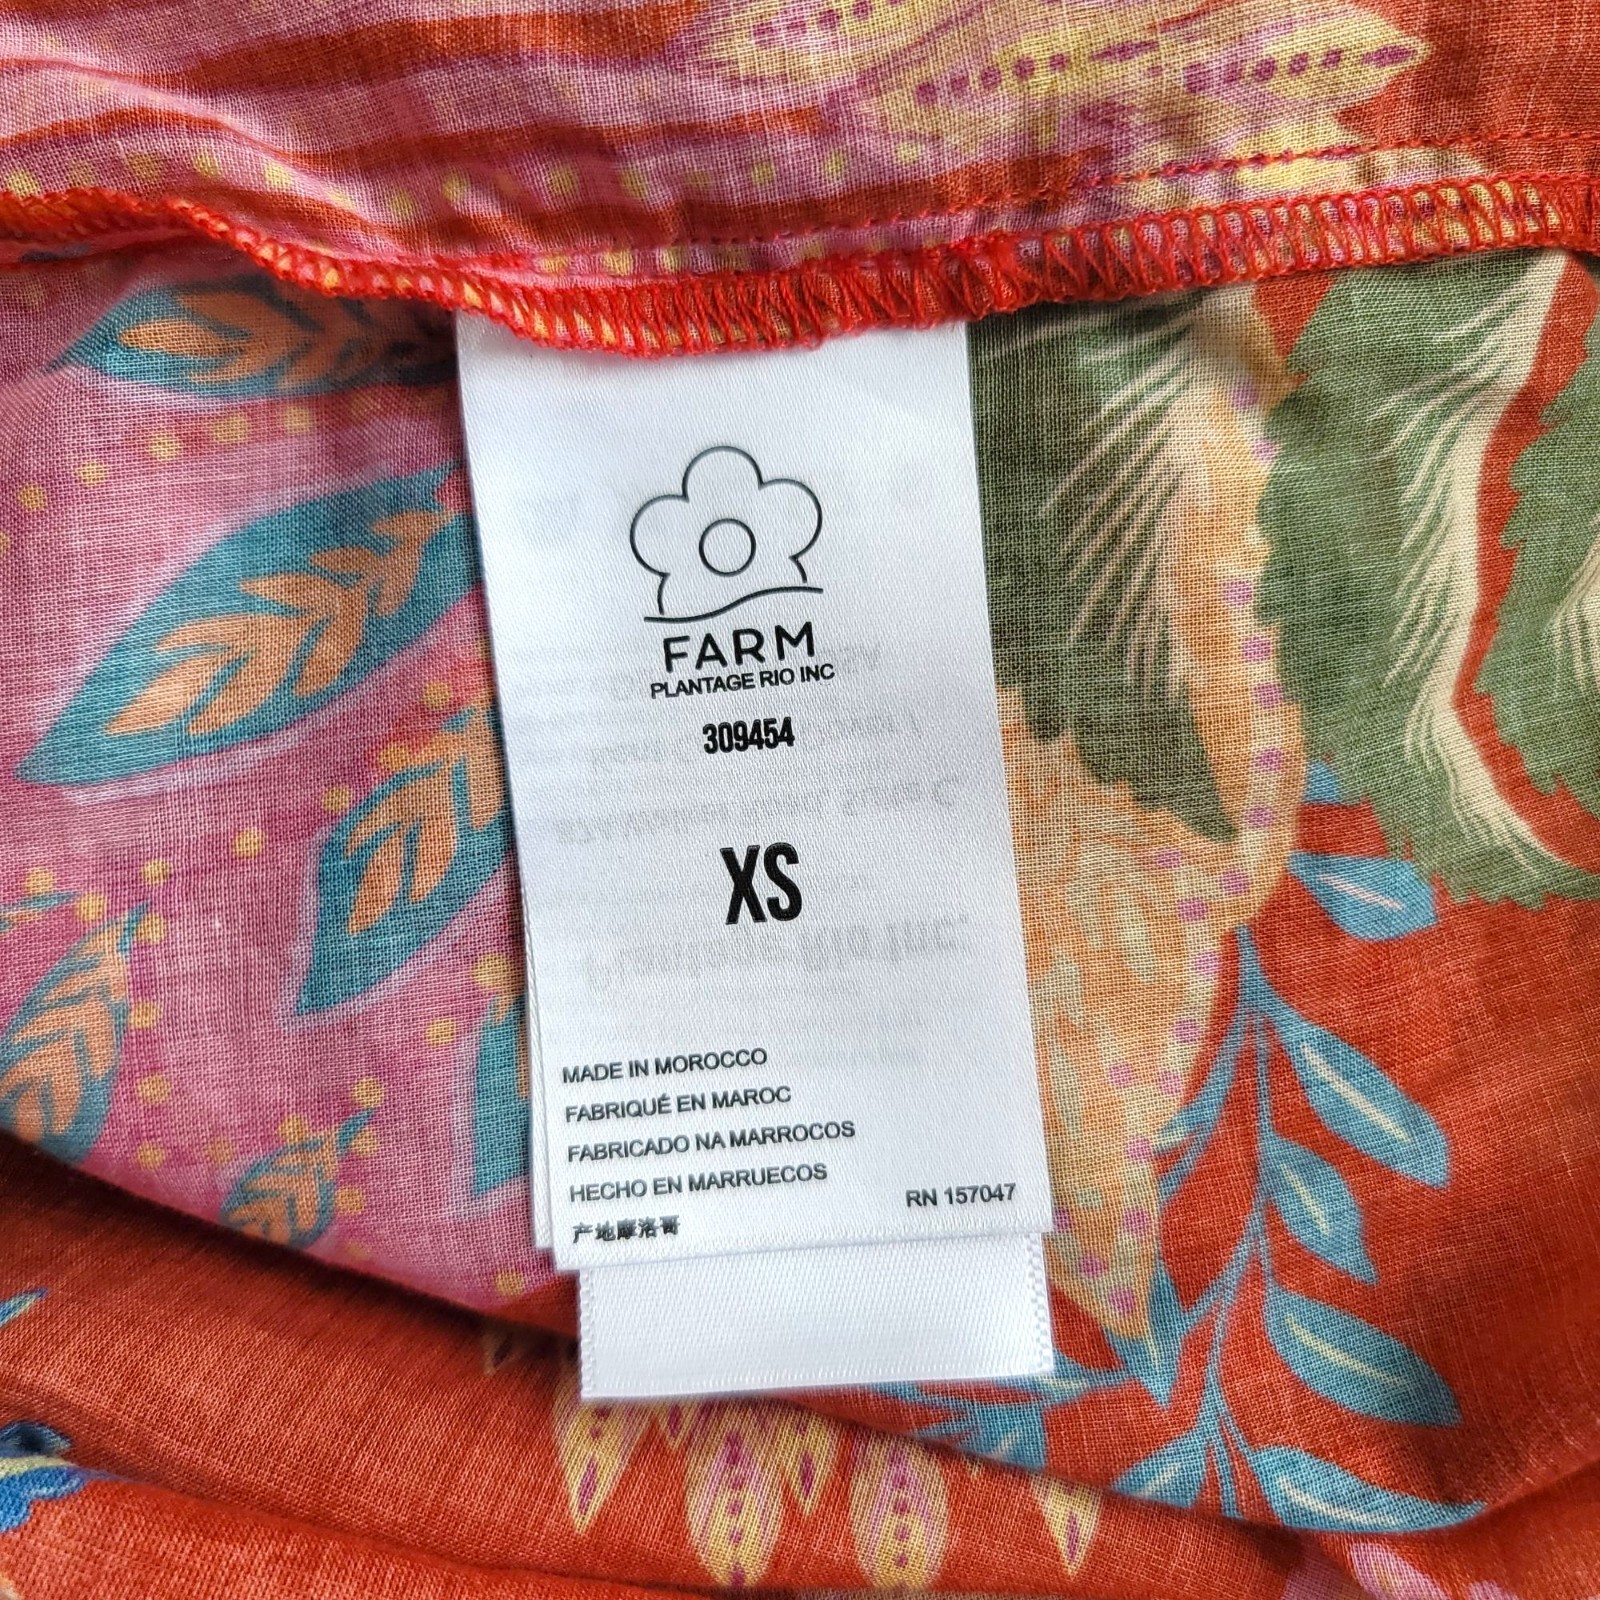 FARM
PLANTAGE RIO INC
309454
XS
MADE IN MOROCCO
FABRIQUÉ EN MAROC
FABRICADO NA MARROCOS
HECHO EN MARRUECOS
产地摩洛哥
RN 157047